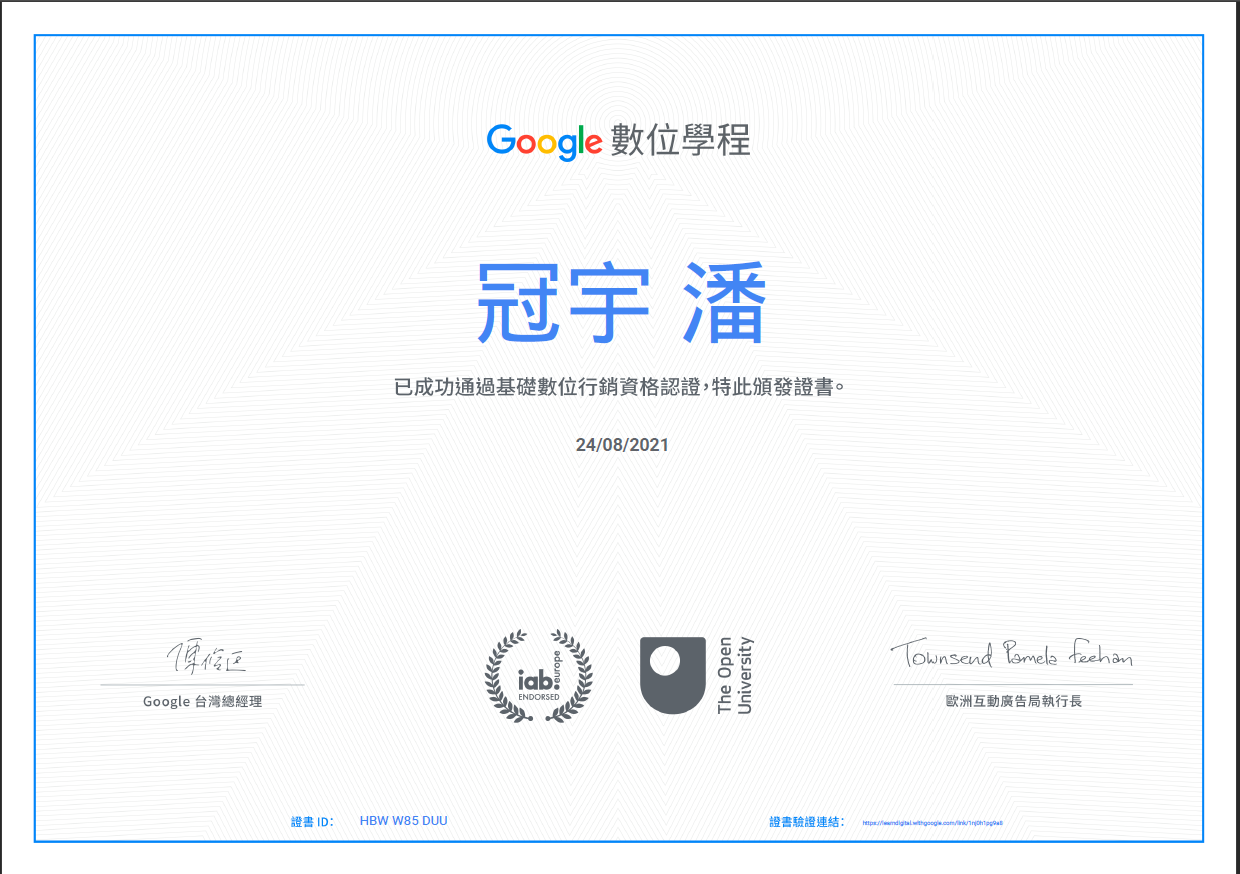 Google 數位學程
冠宇 潘
已成功通過基礎數位行銷資格認證，特此頒發證書。
24/08/2021
陳俊廷
Google 台灣總經理
iab europe
ENDORSED
The Open
University
Townsend Pamela Feehan
歐洲互動廣告局執行長
證書 ID： HBW W85 DUU
證書驗證連結： https://learndigital.withgoogle.com/link/1nj0h1pg9a8